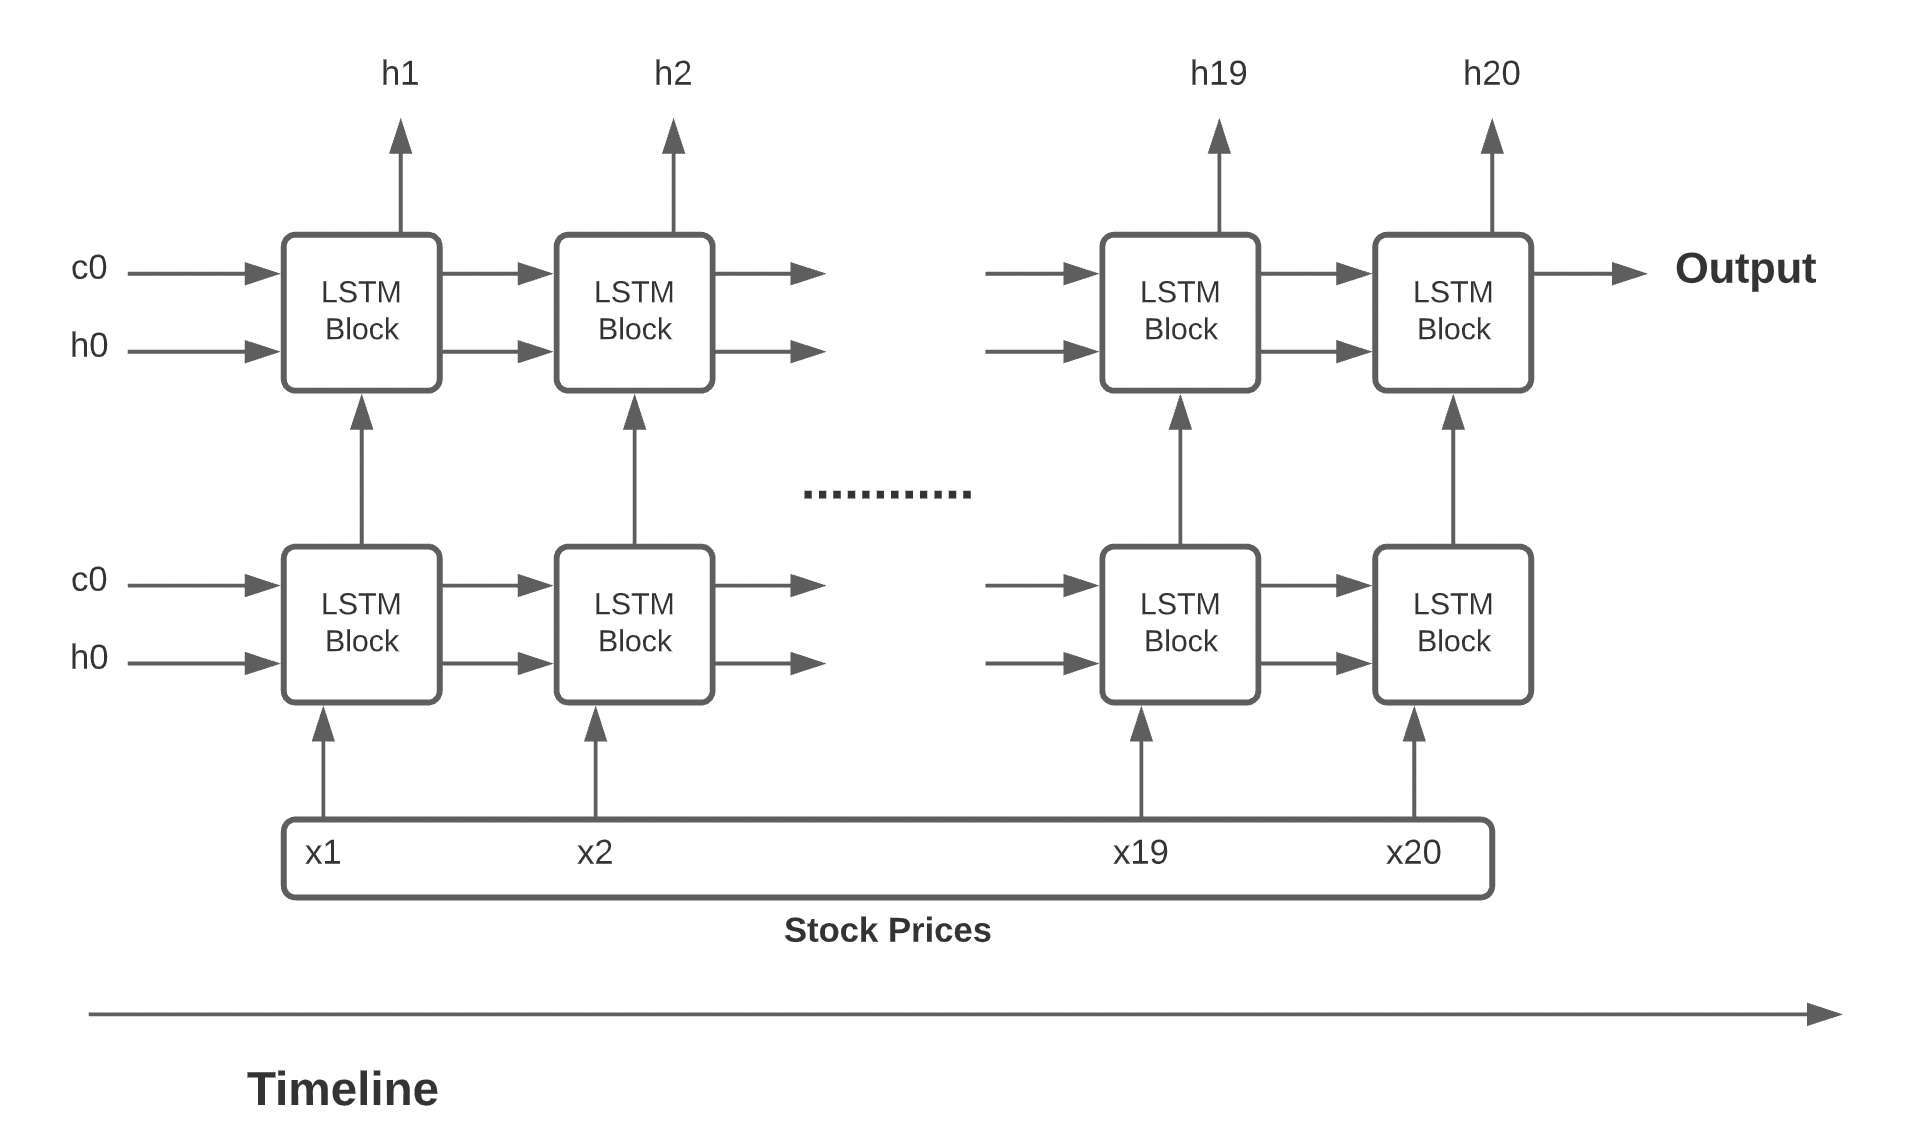 h1
h2
h19
h20
c0
h0
LSTM
Block
LSTM
Block
LSTM
Block
LSTM
Block
Output
c0
h0
LSTM
Block
LSTM
Block
LSTM
Block
LSTM
Block
x1
x2
x19
x20
Stock Prices
Timeline